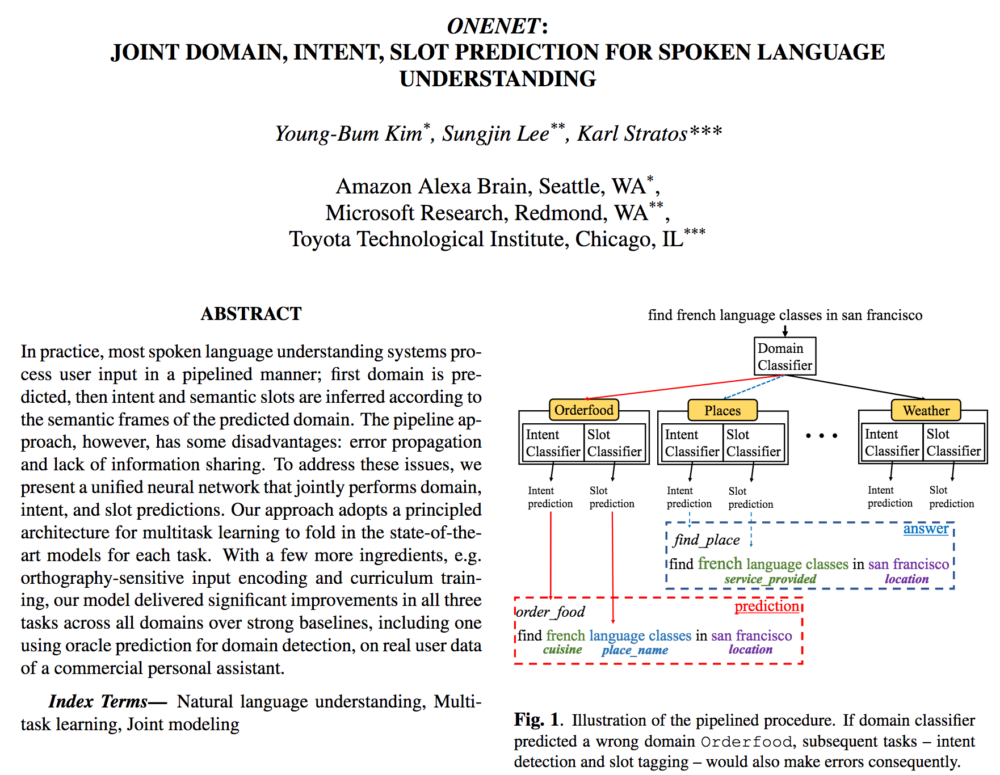 ONENET:
JOINT DOMAIN, INTENT, SLOT PREDICTION FOR SPOKEN LANGUAGE
UNDERSTANDING
Young-Bum Kim*, Sungjin Lee**, Karl Stratos***
Amazon Alexa Brain, Seattle, WA*,
Microsoft Research, Redmond, WA**,
Toyota Technological Institute, Chicago, IL***
ABSTRACT
In practice, most spoken language understanding systems pro-
cess user input in a pipelined manner; first domain is pre-
dicted, then intent and semantic slots are inferred according to
the semantic frames of the predicted domain. The pipeline ap-
proach, however, has some disadvantages: error propagation
and lack of information sharing. To address these issues, we
present a unified neural network that jointly performs domain,
intent, and slot predictions. Our approach adopts a principled
architecture for multitask learning to fold in the state-of-the-
art models for each task. With a few more ingredients, e.g.
orthography-sensitive input encoding and curriculum train-
ing, our model delivered significant improvements in all three
tasks across all domains over strong baselines, including one
using oracle prediction for domain detection, on real user data
of a commercial personal assistant.
Index Terms— Natural language understanding, Multi-
task learning, Joint modeling
find french language classes in san francisco
Domain
Classifier
Orderfood
Intent
Classifier
Slot
Classifier
Intent
prediction
Slot
prediction
Places
Intent
Classifier
Slot
Classifier
Intent
prediction
Slot
prediction
• • •
Weather
Intent
Classifier
Slot
Classifier
Intent
prediction
Slot
prediction
answer
find_place
find french language classes in san francisco
service_provided location
prediction
order_food
find french language classes in san francisco
cuisine place_name location
Fig. 1. Illustration of the pipelined procedure. If domain classifier
predicted a wrong domain Orderfood, subsequent tasks – intent
detection and slot tagging – would also make errors consequently.